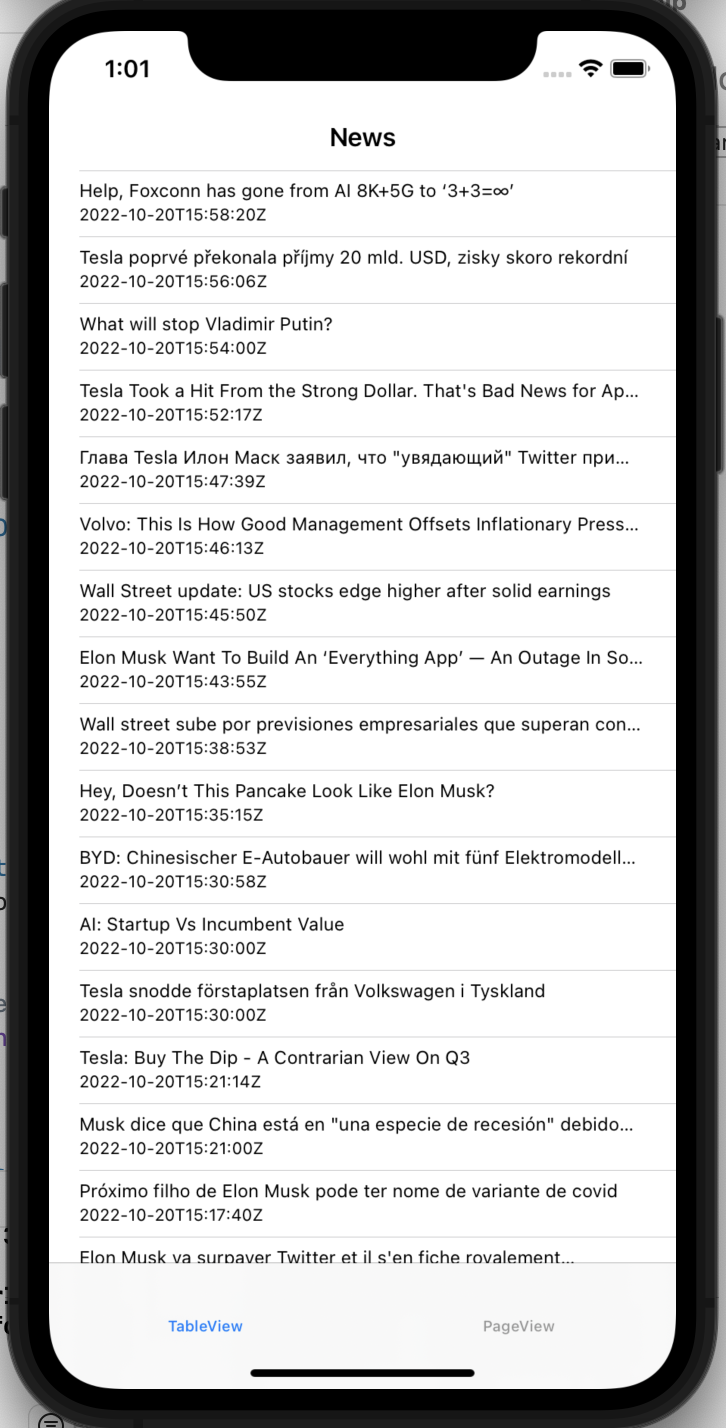 1:01
News
Help, Foxconn has gone from AI 8K+5G to ‘3+3=∞’
2022-10-20T15:58:20Z
Tesla poprvé překonala příjmy 20 mld. USD, zisky skoro rekordní
2022-10-20T15:56:06Z
What will stop Vladimir Putin?
2022-10-20T15:54:00Z
Tesla Took a Hit From the Strong Dollar. That's Bad News for Ap...
2022-10-20T15:52:17Z
Глава Tesla Илон Маск заявил, что "увядающий" Twitter при...
2022-10-20T15:47:39Z
Volvo: This Is How Good Management Offsets Inflationary Press...
2022-10-20T15:46:13Z
Wall Street update: US stocks edge higher after solid earnings
2022-10-20T15:45:50Z
Elon Musk Want To Build An ‘Everything App’ — An Outage In So...
2022-10-20T15:43:55Z
Wall street sube por previsiones empresariales que superan con...
2022-10-20T15:38:53Z
Hey, Doesn’t This Pancake Look Like Elon Musk?
2022-10-20T15:35:15Z
BYD: Chinesischer E-Autobauer will wohl mit fünf Elektromodell...
2022-10-20T15:30:58Z
AI: Startup Vs Incumbent Value
2022-10-20T15:30:00Z
Tesla snodde förstaplatsen från Volkswagen i Tyskland
2022-10-20T15:30:00Z
Tesla: Buy The Dip - A Contrarian View On Q3
2022-10-20T15:21:14Z
Musk dice que China está en "una especie de recesión" debido...
2022-10-20T15:21:00Z
Próximo filho de Elon Musk pode ter nome de variante de covid
2022-10-20T15:17:40Z
Elon Musk va surpayer Twitter et il s'en fiche royalement...
TableView
PageView